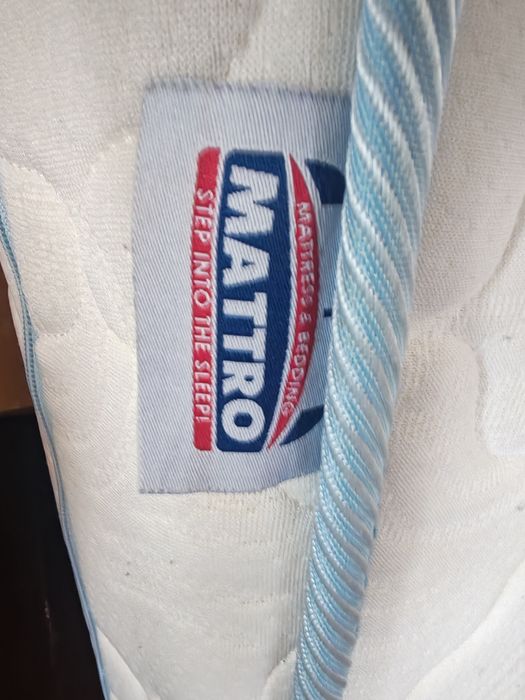 MATTRESS & BEDDING
MATTRO
STEP INTO THE SLEEP!